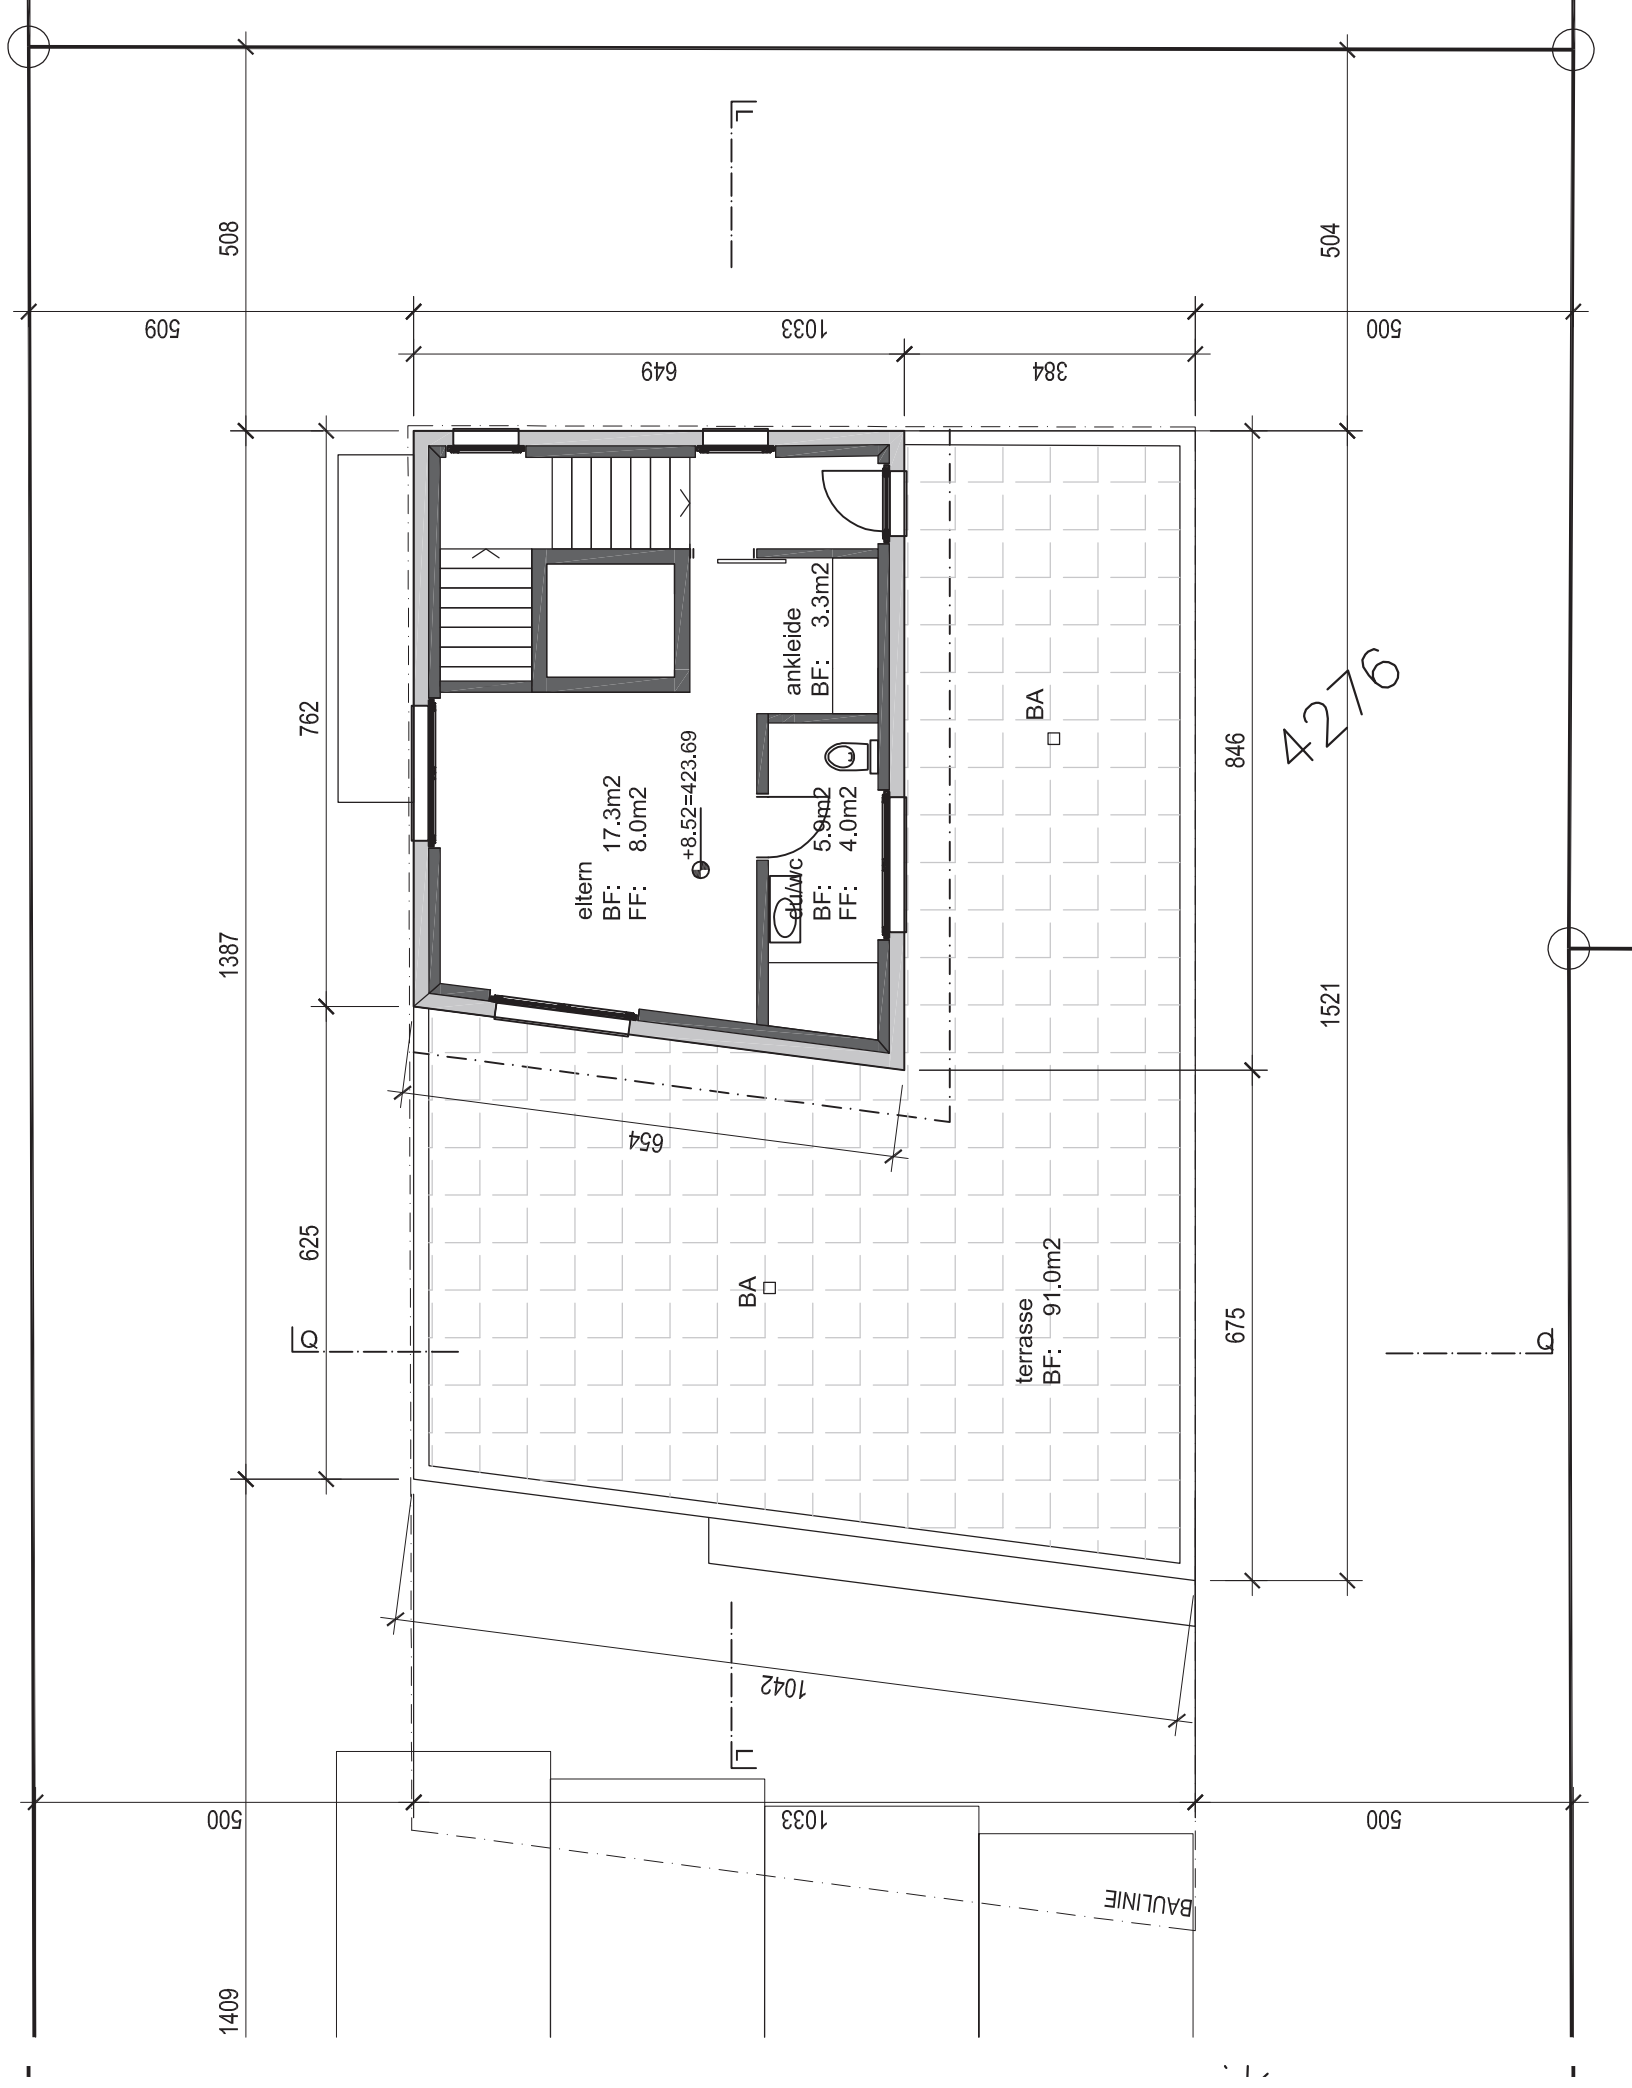 L
508
504
509
1033
500
649
384
ankleide
BF: 3.3m2
762
BA
846
4276
+8.52=423.69
eltern
BF: 17.3m2
FF: 8.0m2
du/wc
BF: 5.9m2
FF: 4.0m2
1387
1521
654
625
BA
terrasse
BF: 91.0m2
675
Q
Q
1042
L
500
1033
500
BAULINIE
1409